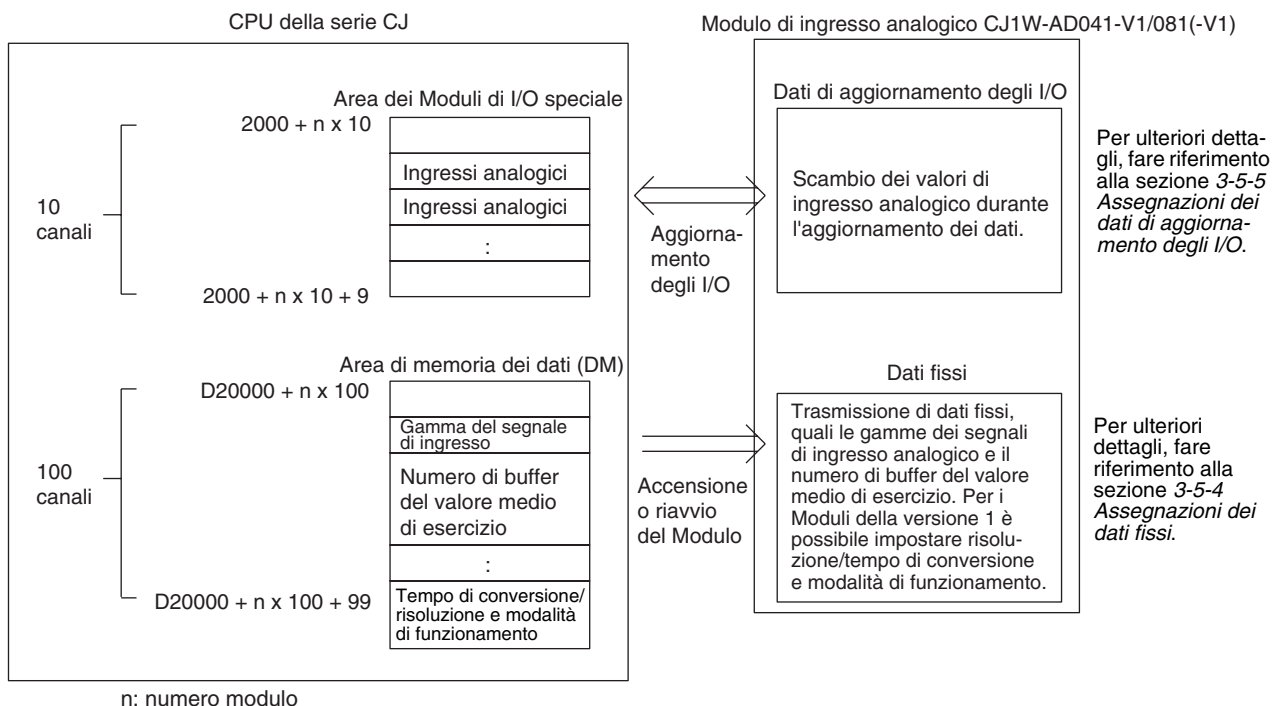 CPU della serie CJ
Modulo di ingresso analogico CJ1W-AD041-V1/081(-V1)
Area dei Moduli di I/O speciale
2000 + n x 10
Ingressi analogici
Ingressi analogici
:
10
canali
2000 + n x 10 + 9
Aggiorna-
mento
degli I/O
Dati di aggiornamento degli I/O
Scambio dei valori di
ingresso analogico durante
l'aggiornamento dei dati.
Per ulteriori detta-
gli, fare riferimento
alla sezione 3-5-5
Assegnazioni dei
dati di aggiorna-
mento degli I/O.
Area di memoria dei dati (DM)
D20000 + n x 100
Gamma del segnale
di ingresso
Numero di buffer
del valore medio
di esercizio
:
100
canali
D20000 + n x 100 + 99
Tempo di conversione/
risoluzione e modalità
di funzionamento
Accensione
o riavvio
del Modulo
Dati fissi
Trasmissione di dati fissi,
quali le gamme dei segnali
di ingresso analogico e il
numero di buffer del valore
medio di esercizio. Per i
Moduli della versione 1 è
possibile impostare risolu-
zione/tempo di conversione
e modalità di funzionamento.
Per ulteriori
dettagli, fare
riferimento alla
sezione 3-5-4
Assegnazioni dei
dati fissi.
n: numero modulo